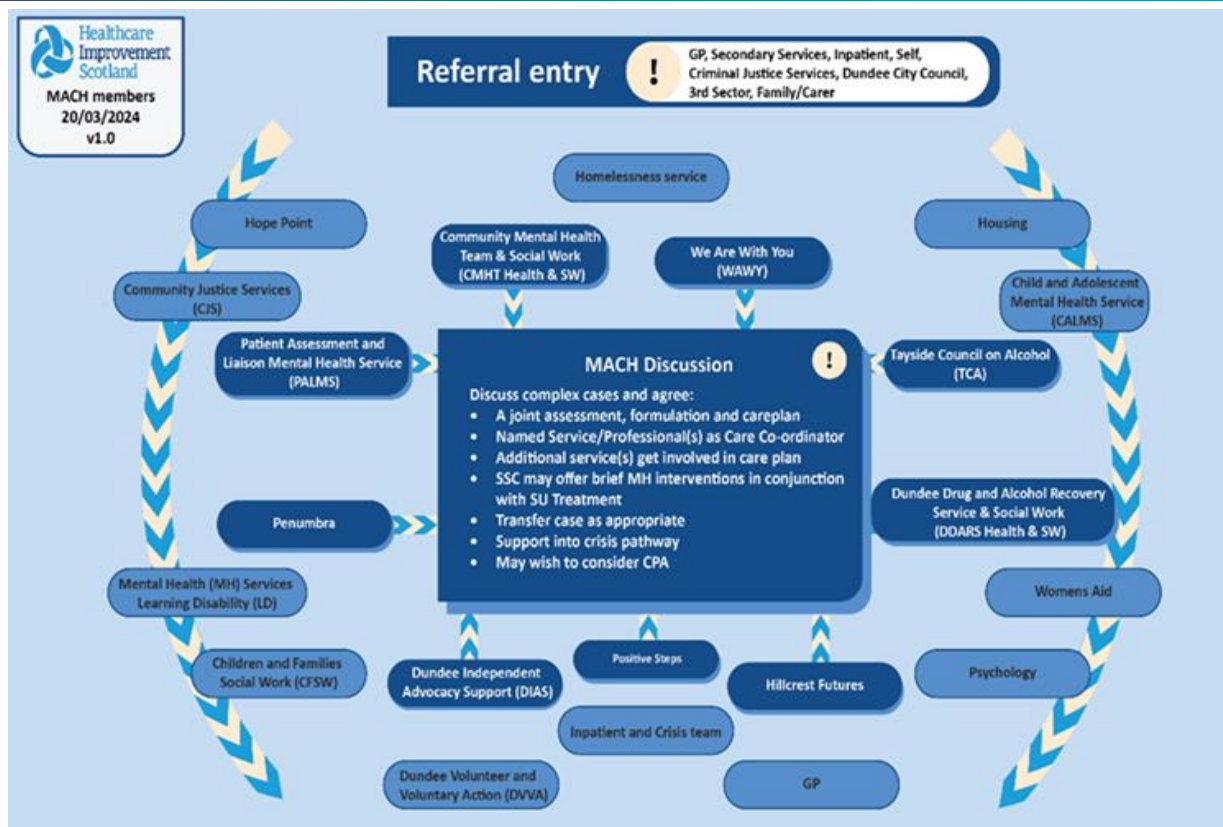 Healthcare
Improvement
Scotland
MACH members
20/03/2024
v1.0
Referral entry
!
GP, Secondary Services, Inpatient, Self,
Criminal Justice Services, Dundee City Council,
3rd Sector, Family/Carer
Homelessness service
Hope Point
Housing
Community Mental Health
Team & Social Work
(CMHT Health & SW)
We Are With You
(WAWY)
Community Justice Services
(CJS)
Child and Adolescent
Mental Health Service
(CALMS)
Patient Assessment and
Liaison Mental Health Service
(PALMS)
Tayside Council on Alcohol
(TCA)
MACH Discussion
!
Discuss complex cases and agree:
• A joint assessment, formulation and careplan
• Named Service/Professional(s) as Care Co-ordinator
• Additional service(s) get involved in care plan
• SSC may offer brief MH interventions in conjunction
with SU Treatment
• Transfer case as appropriate
• Support into crisis pathway
• May wish to consider CPA
Penumbra
Dundee Drug and Alcohol Recovery
Service & Social Work
(DDARS Health & SW)
Mental Health (MH) Services
Learning Disability (LD)
Womens Aid
Children and Families
Social Work (CFSW)
Dundee Independent
Advocacy Support (DIAS)
Positive Steps
Hillcrest Futures
Psychology
Inpatient and Crisis team
Dundee Volunteer and
Voluntary Action (DVVA)
GP